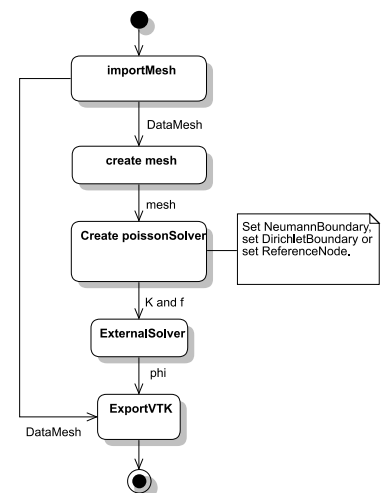 importMesh
DataMesh
create mesh
mesh
Create poissonSolver
Set NeumannBoundary,
set DirichletBoundary or
set ReferenceNode.
K and f
ExternalSolver
phi
ExportVTK
DataMesh